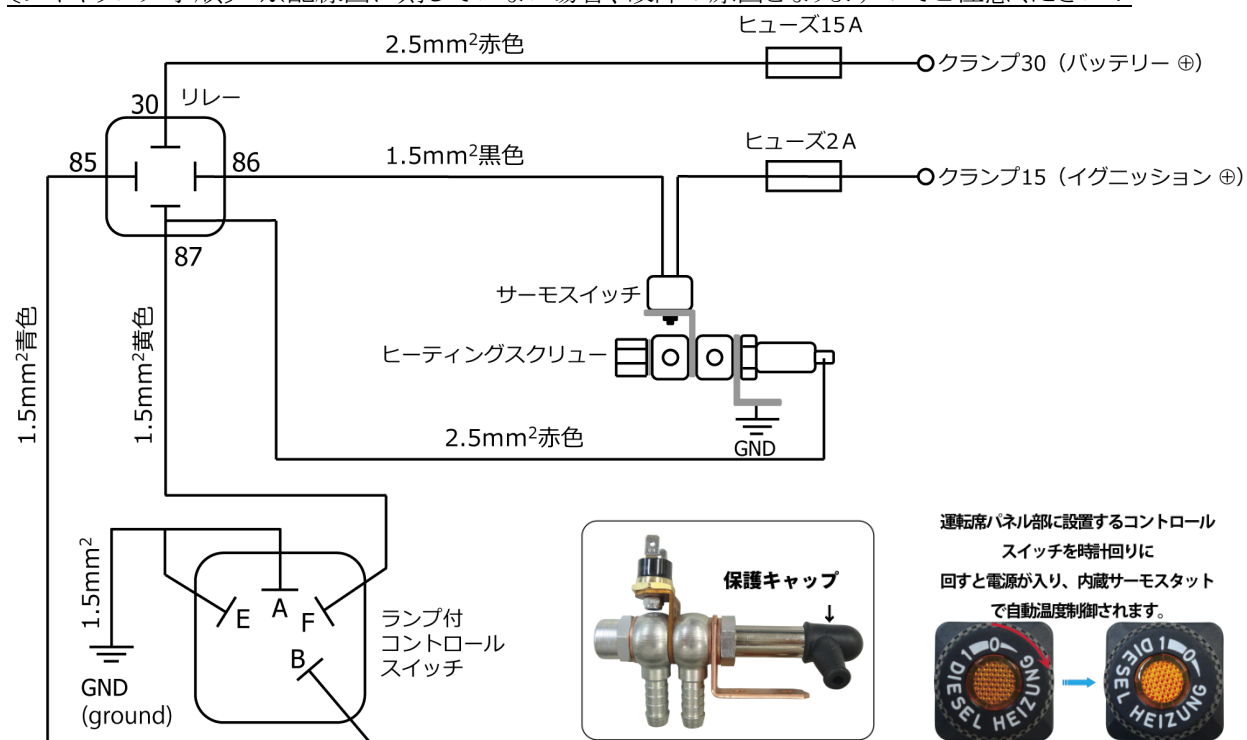 2.5mm²赤色
ヒューズ15A
クランプ30（バッテリー ⊕）
30
リレー
85
86
1.5mm²黒色
ヒューズ2A
クランプ15（イグニッション ⊕）
87
サーモスイッチ
ヒーティングスクリュー
1.5mm²青色
1.5mm²黄色
2.5mm²赤色
GND
1.5mm²
E
A
F
B
ランプ付
コントロール
スイッチ
GND
(ground)
保護キャップ
運転席パネル部に設置するコントロール
スイッチを時計回りに
回すと電源が入り、内蔵サーモスタット
で自動温度制御されます。
1 0
DIESEL HEIZUNG
1 0
DIESEL HEIZUNG